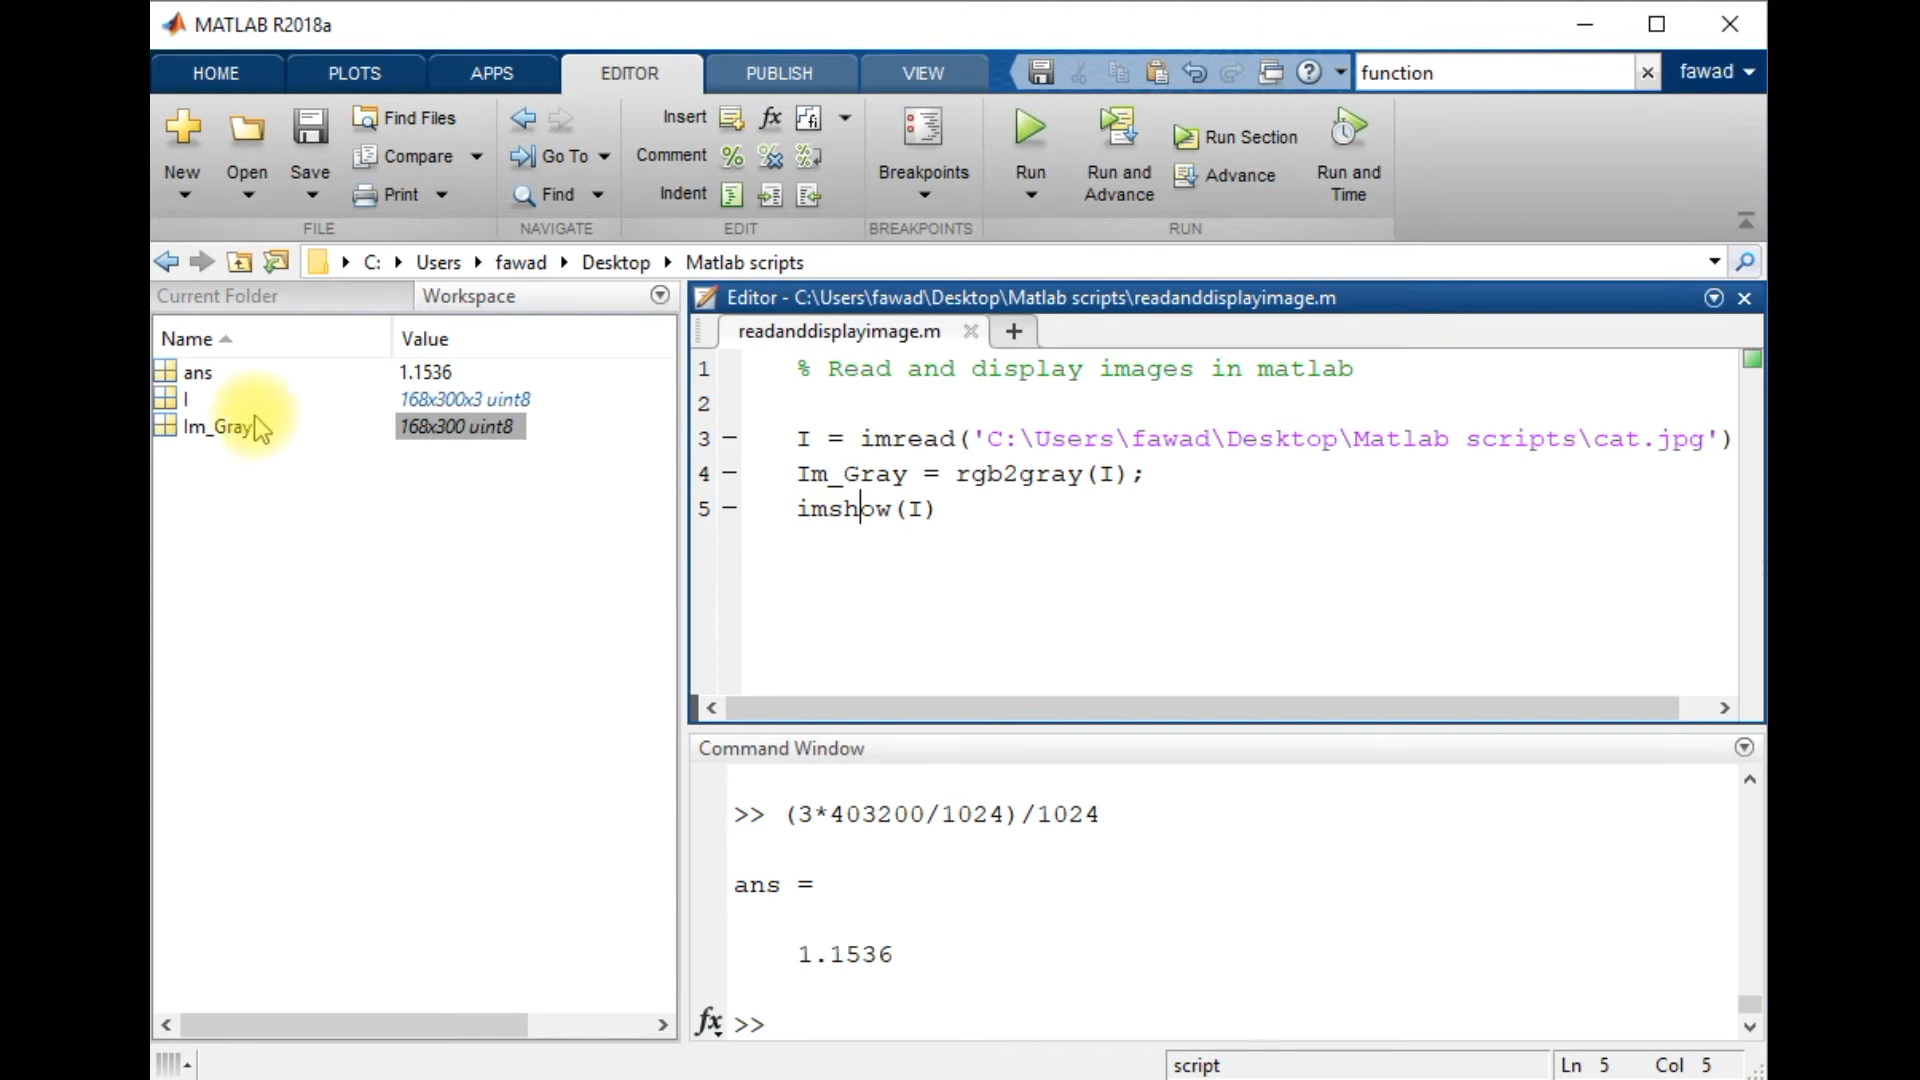 MATLAB R2018a
HOME PLOTS APPS EDITOR PUBLISH VIEW function fawad
New Open Save Find Files Compare Print
FILE
Go To Find
NAVIGATE
Insert fx fi
Comment % % %
Indent
EDIT
Breakpoints
BREAKPOINTS
Run Run and Advance Run Section Advance Run and Time
RUN
C: Users fawad Desktop Matlab scripts
Current Folder Workspace
Name Value
ans 1.1536
I 168x300x3 uint8
Im_Gray 168x300 uint8
Editor - C:\Users\fawad\Desktop\Matlab scripts\readanddisplayimage.m
readanddisplayimage.m
1 % Read and display images in matlab
2
3 I = imread('C:\Users\fawad\Desktop\Matlab scripts\cat.jpg')
4 Im_Gray = rgb2gray(I);
5 imshow(I)
Command Window
>> (3*403200/1024)/1024
ans =
1.1536
fx >>
script Ln 5 Col 5